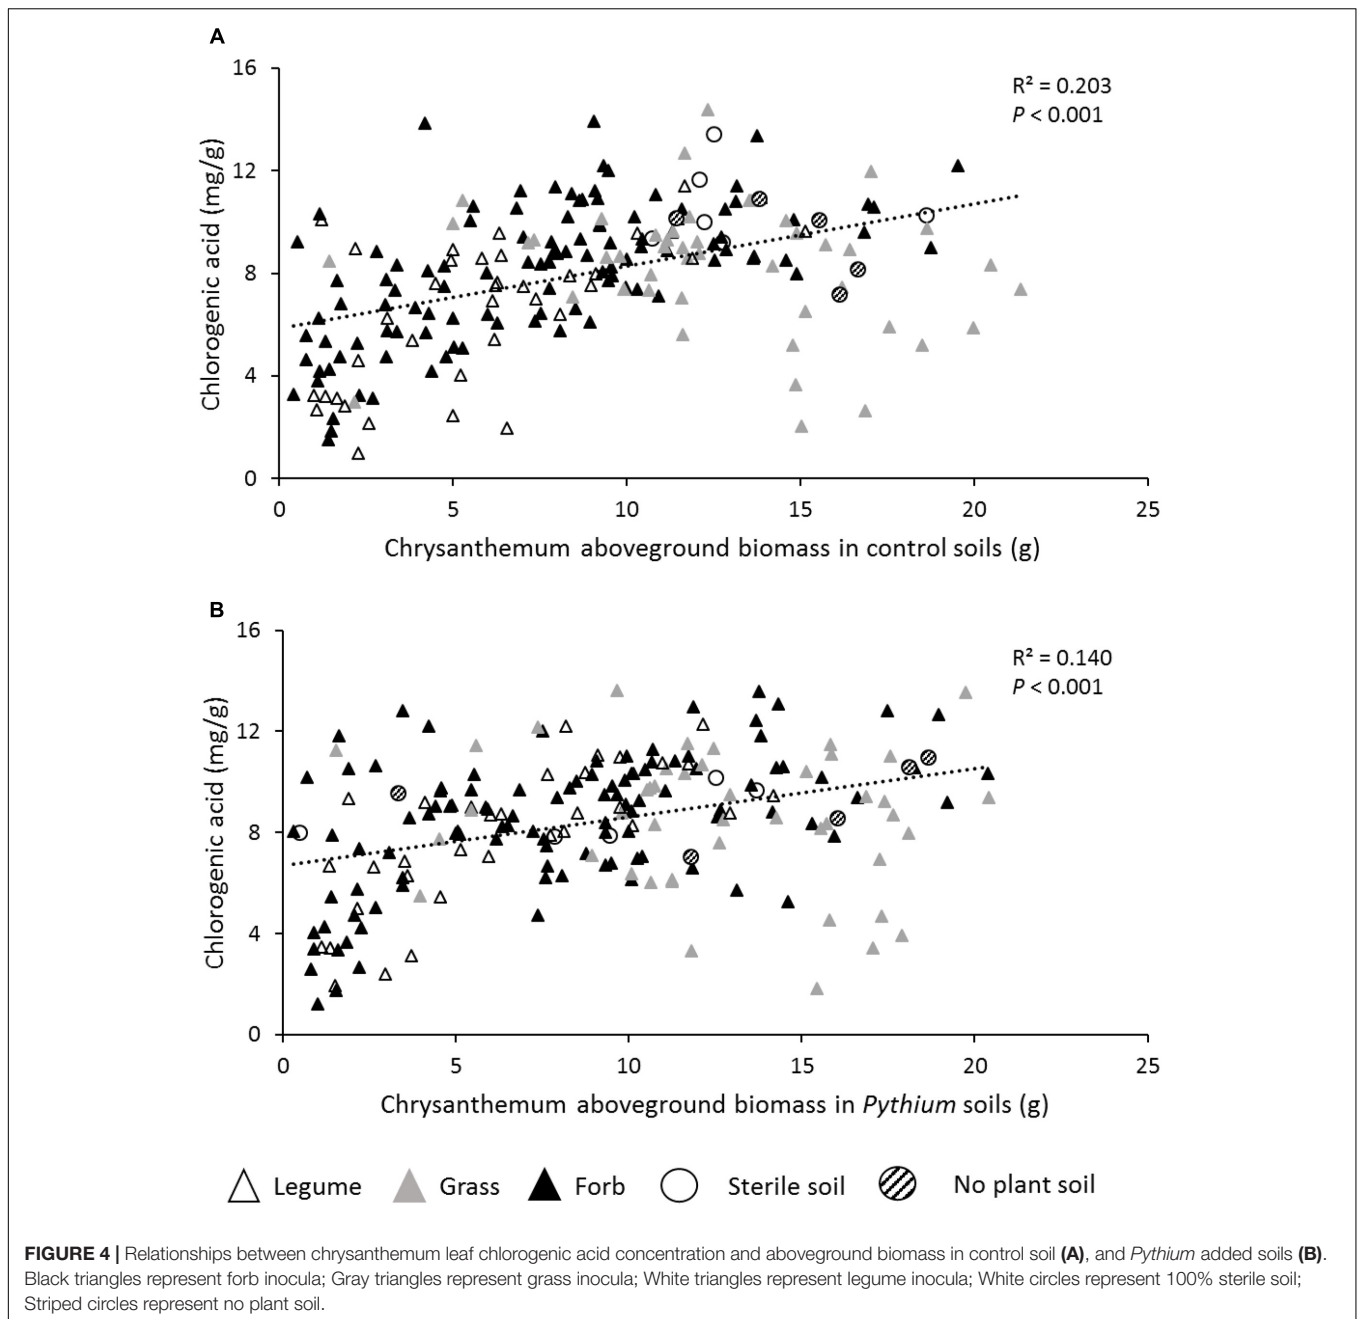 A
16
12
8
4
0
R² = 0.203
P < 0.001
Chlorogenic acid (mg/g)
0 5 10 15 20 25
Chrysanthemum aboveground biomass in control soils (g)
B
16
12
8
4
0
R² = 0.140
P < 0.001
Chlorogenic acid (mg/g)
0 5 10 15 20 25
Chrysanthemum aboveground biomass in Pythium soils (g)
Legume Grass Forb Sterile soil No plant soil
FIGURE 4 | Relationships between chrysanthemum leaf chlorogenic acid concentration and aboveground biomass in control soil (A), and Pythium added soils (B).
Black triangles represent forb inocula; Gray triangles represent grass inocula; White triangles represent legume inocula; White circles represent 100% sterile soil;
Striped circles represent no plant soil.